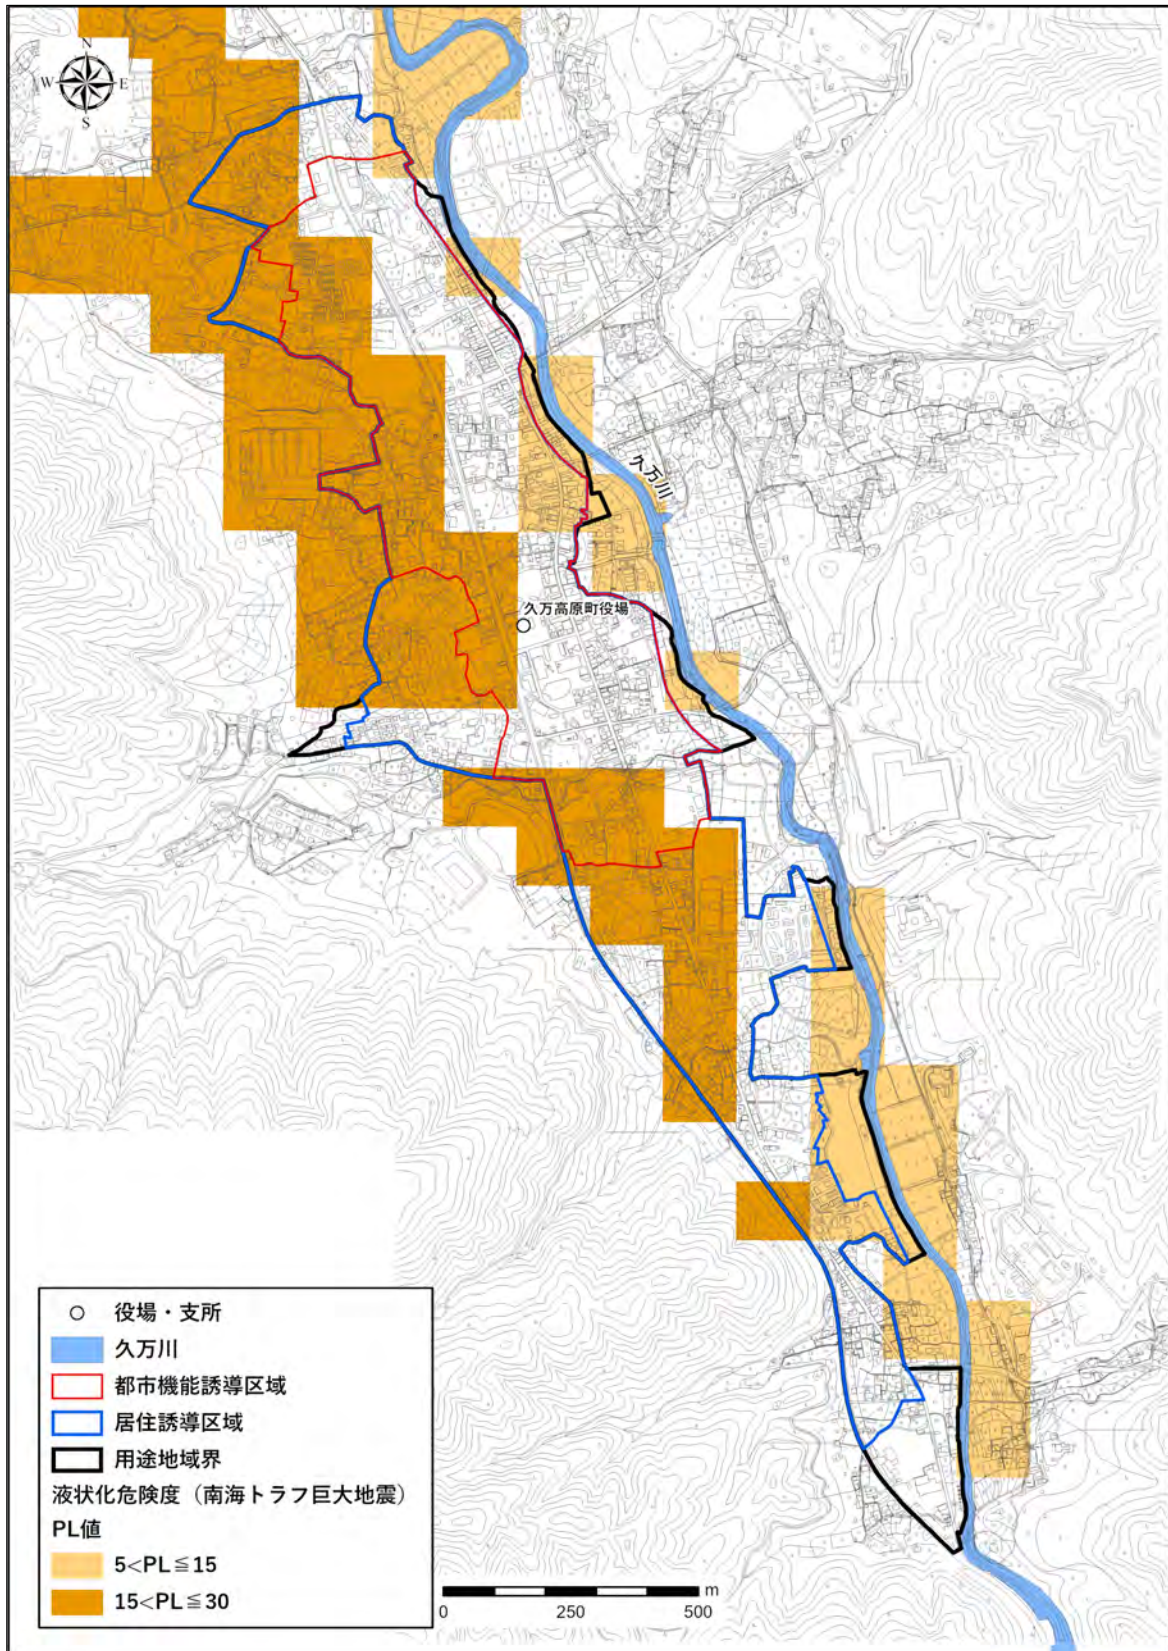 N
W E
S
久万川
久万高原町役場
役場・支所
久万川
都市機能誘導区域
居住誘導区域
用途地域界
液状化危険度（南海トラフ巨大地震）
PL値
5<PL≦15
15<PL≦30
m
0 250 500